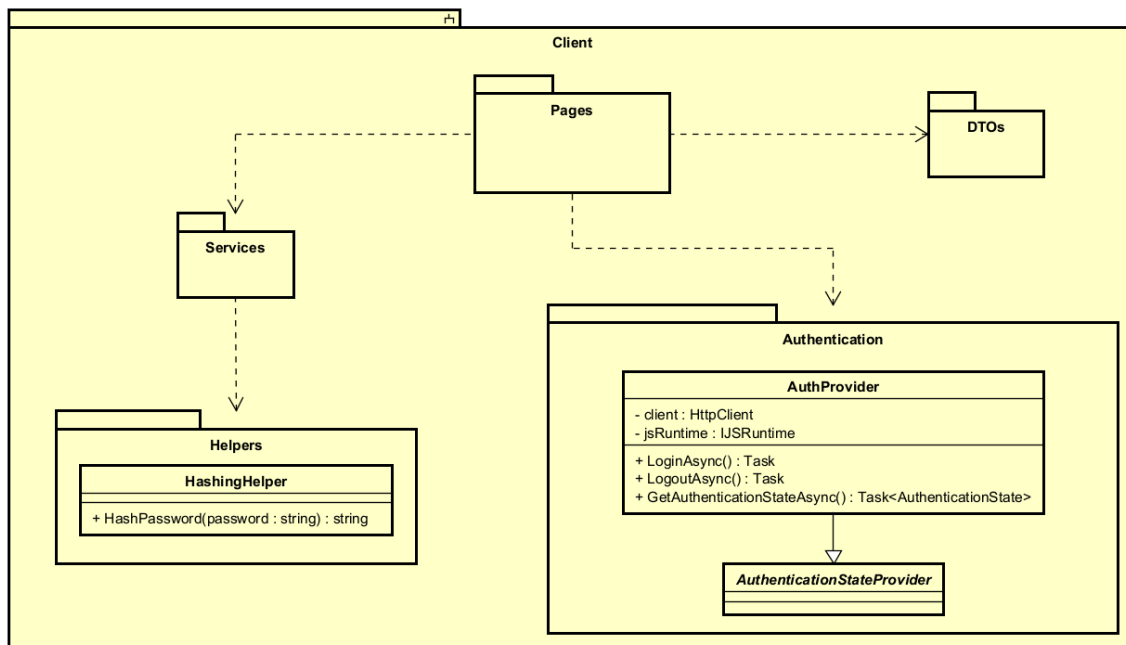 Client
Pages
DTOs
Services
Authentication
AuthProvider
- client : HttpClient
- jsRuntime : IJSRuntime
+ LoginAsync() : Task
+ LogoutAsync() : Task
+ GetAuthenticationStateAsync() : Task<AuthenticationState>
Helpers
HashingHelper
+ HashPassword(password : string) : string
AuthenticationStateProvider